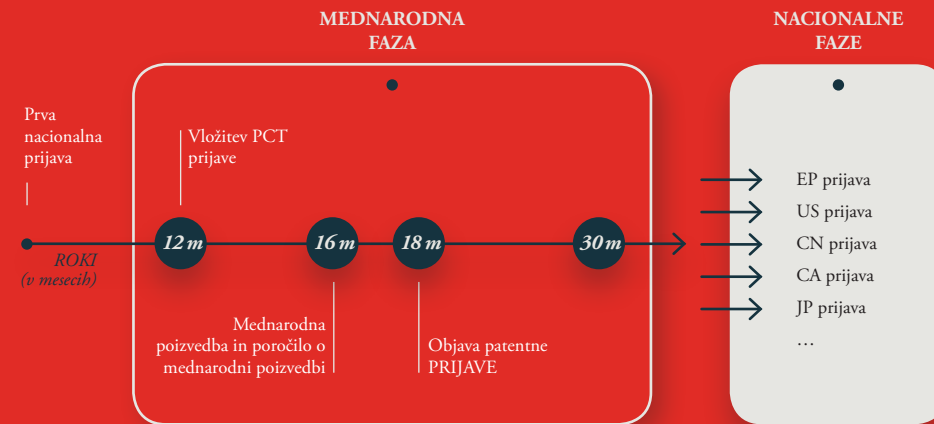 MEDNARODNA
FAZA
NACIONALNE
FAZE
Prva
nacionalna
prijava
Vložitev PCT
prijave
12 m
16 m
18 m
30 m
ROKI
(v mesecih)
Mednarodna
poizvedba in poročilo o
mednarodni poizvedbi
Objava patentne
PRIJAVE
EP prijava
US prijava
CN prijava
CA prijava
JP prijava
…